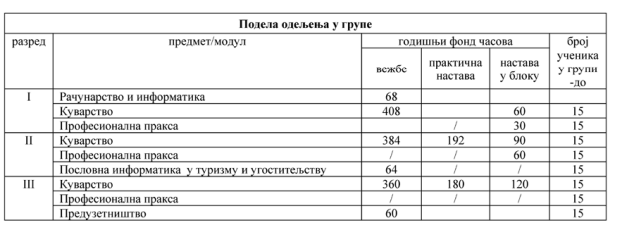 Подела одељења у групе
разред предмет/модул годишњи фонд часова број ученика у групи -до
вежбе практична настава настава у блоку
I Рачунарство и информатика 68
Куварство 408 60 15
Професионална пракса / 30 15
II Куварство 384 192 90 15
Професионална пракса / / 60 15
Пословна информатика у туризму и угоститељству 64 / / 15
III Куварство 360 180 120 15
Професионална пракса / / / 15
Предузетништво 60 15